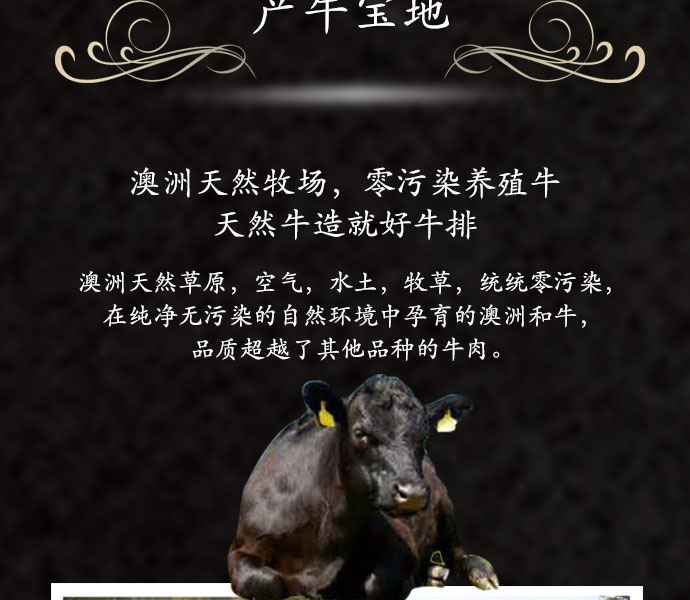 产牛宝地
澳洲天然牧场，零污染养殖牛
天然牛造就好牛排
澳洲天然草原，空气，水土，牧草，统统零污染，
在纯净无污染的自然环境中孕育的澳洲和牛，
品质超越了其他品种的牛肉。